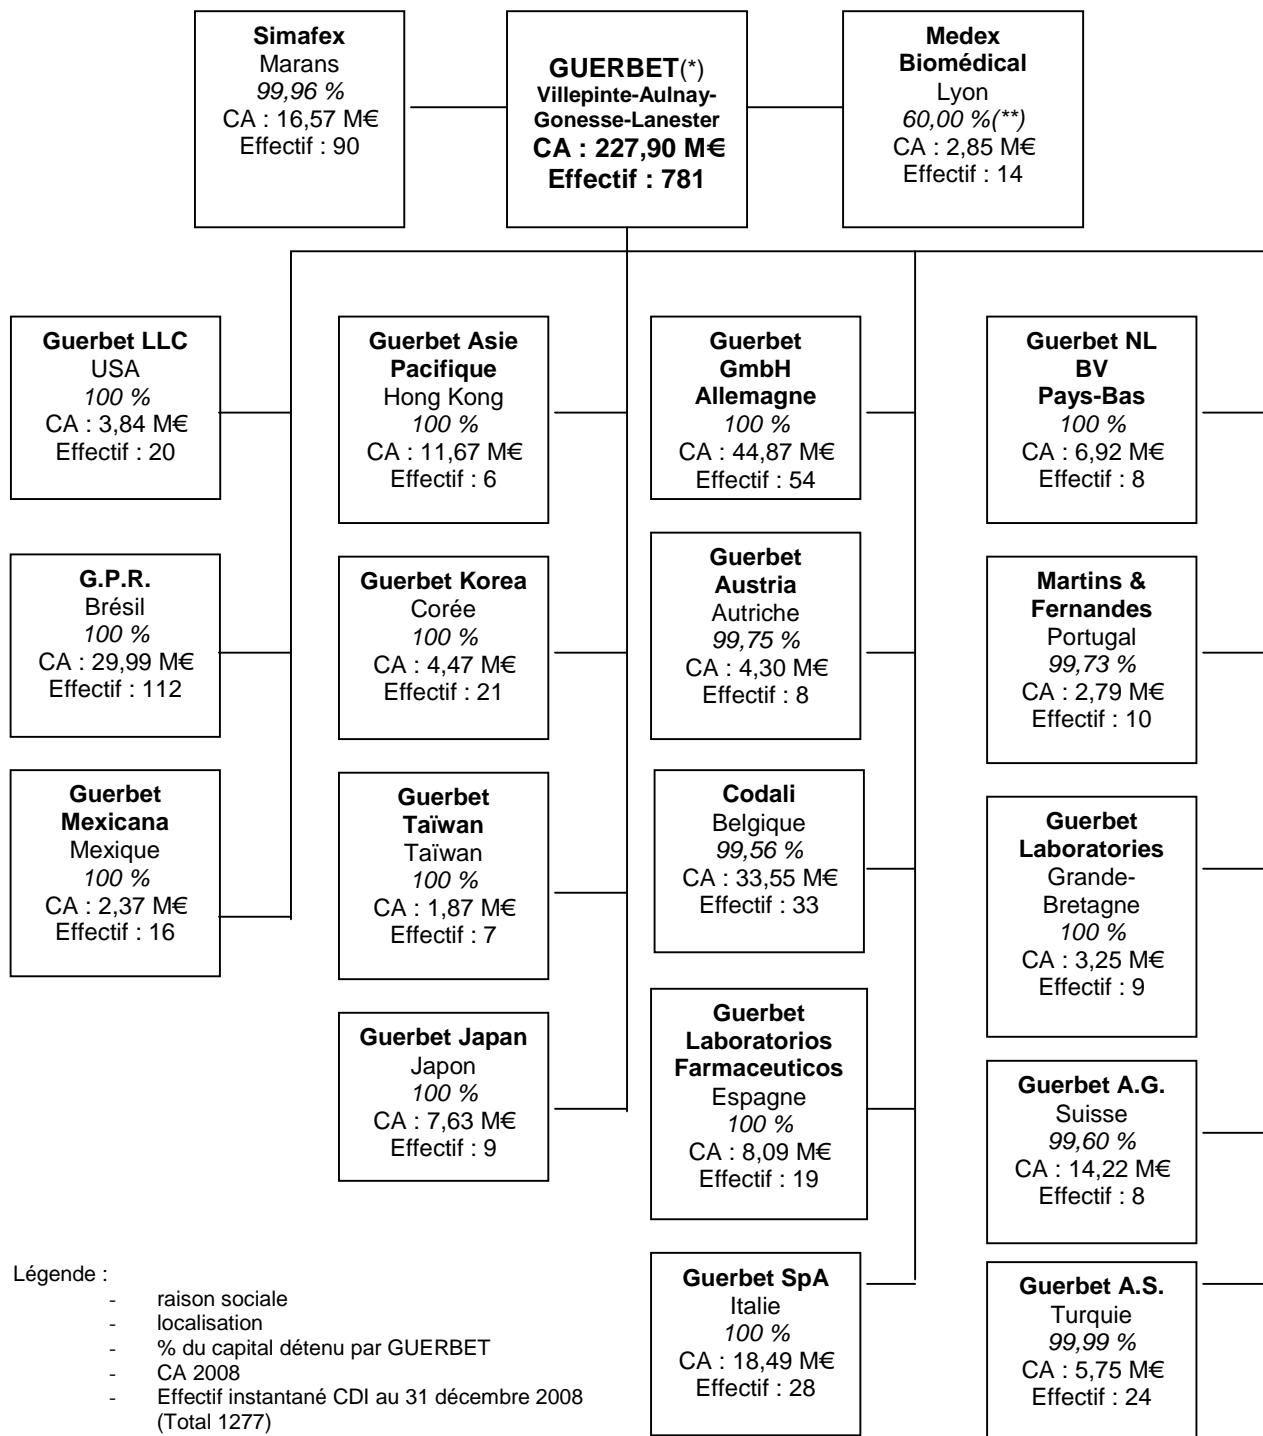 Simafex
Marans
99,96 %
CA : 16,57 M€
Effectif : 90
GUERBET(*)
Villepinte-Aulnay-
Gonesse-Lanester
CA : 227,90 M€
Effectif : 781
Medex
Biomédical
Lyon
60,00 %(**)
CA : 2,85 M€
Effectif : 14
Guerbet LLC
USA
100 %
CA : 3,84 M€
Effectif : 20
Guerbet Asie
Pacifique
Hong Kong
100 %
CA : 11,67 M€
Effectif : 6
Guerbet
GmbH
Allemagne
100 %
CA : 44,87 M€
Effectif : 54
Guerbet NL
BV
Pays-Bas
100 %
CA : 6,92 M€
Effectif : 8
G.P.R.
Brésil
100 %
CA : 29,99 M€
Effectif : 112
Guerbet Korea
Corée
100 %
CA : 4,47 M€
Effectif : 21
Guerbet
Austria
Autriche
99,75 %
CA : 4,30 M€
Effectif : 8
Martins &
Fernandes
Portugal
99,73 %
CA : 2,79 M€
Effectif : 10
Guerbet
Mexicana
Mexique
100 %
CA : 2,37 M€
Effectif : 16
Guerbet
Taïwan
Taïwan
100 %
CA : 1,87 M€
Effectif : 7
Codali
Belgique
99,56 %
CA : 33,55 M€
Effectif : 33
Guerbet
Laboratories
Grande-
Bretagne
100 %
CA : 3,25 M€
Effectif : 9
Guerbet Japan
Japon
100 %
CA : 7,63 M€
Effectif : 9
Guerbet
Laboratorios
Farmaceuticos
Espagne
100 %
CA : 8,09 M€
Effectif : 19
Guerbet A.G.
Suisse
99,60 %
CA : 14,22 M€
Effectif : 8
Guerbet SpA
Italie
100 %
CA : 18,49 M€
Effectif : 28
Guerbet A.S.
Turquie
99,99 %
CA : 5,75 M€
Effectif : 24
Légende :
- raison sociale
- localisation
- % du capital détenu par GUERBET
- CA 2008
- Effectif instantané CDI au 31 décembre 2008
(Total 1277)